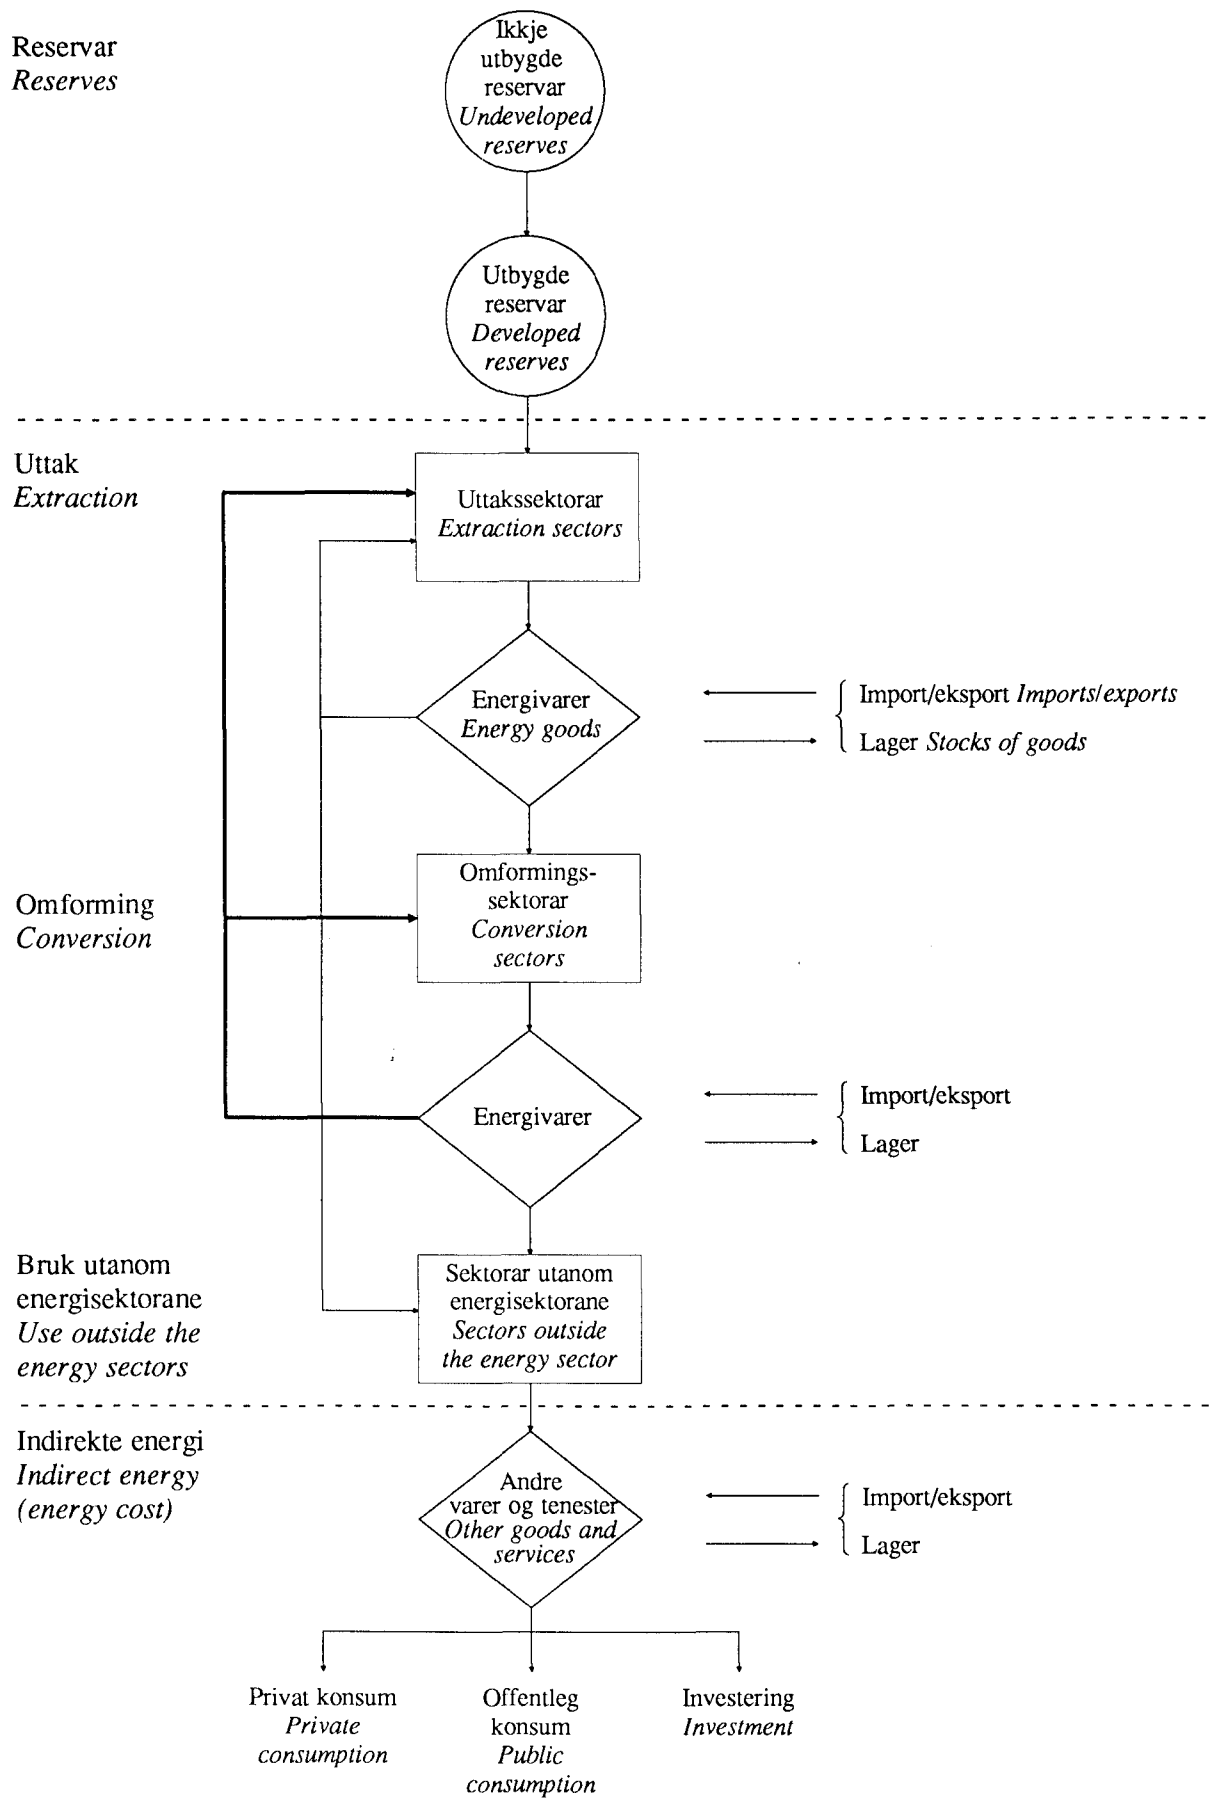 Reservar
Reserves
Ikkje
utbygde
reservar
Undeveloped
reserves
Utbygde
reservar
Developed
reserves
Uttak
Extraction
Uttakssektorar
Extraction sectors
Energivarer
Energy goods
Import/eksport Imports/exports
Lager Stocks of goods
Omforming
Conversion
Omformings-
sektorar
Conversion
sectors
Energivarer
Import/eksport
Lager
Bruk utanom
energisektorane
Use outside the
energy sectors
Sektorar utanom
energisektorane
Sectors outside
the energy sector
Indirekte energi
Indirect energy
(energy cost)
Andre
varer og tenester
Other goods and
services
Import/eksport
Lager
Privat konsum
Private
consumption
Offentleg
konsum
Public
consumption
Investering
Investment